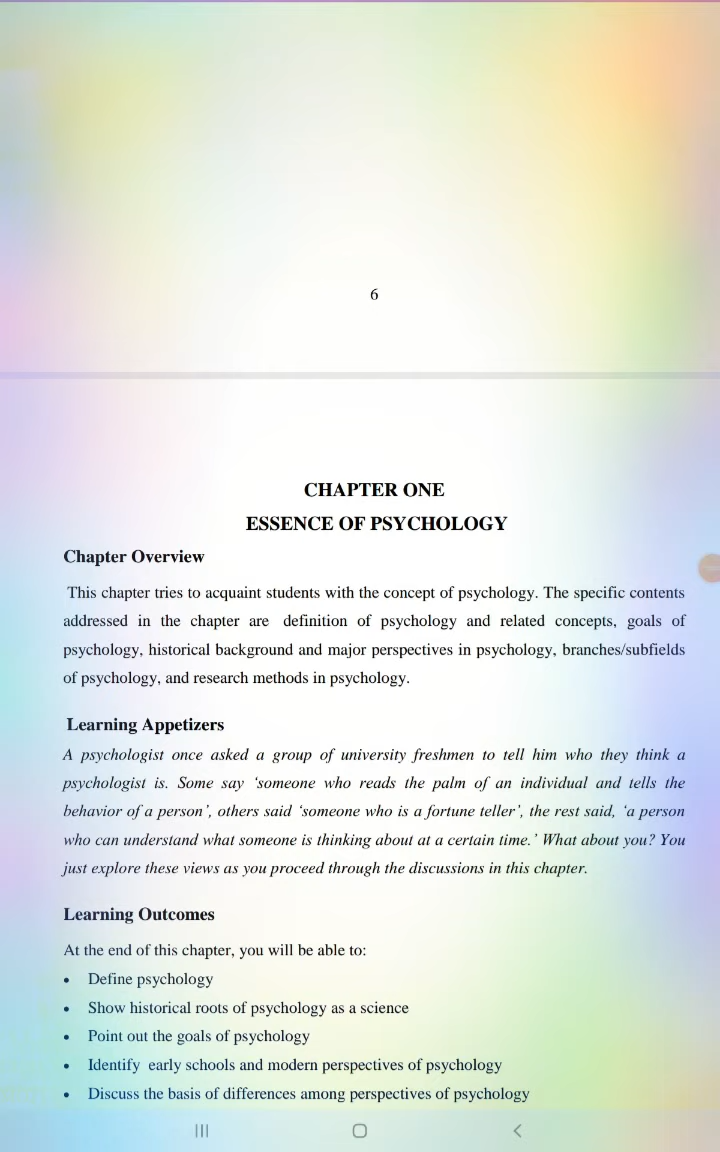 6
CHAPTER ONE
ESSENCE OF PSYCHOLOGY
Chapter Overview
This chapter tries to acquaint students with the concept of psychology. The specific contents
addressed in the chapter are definition of psychology and related concepts, goals of
psychology, historical background and major perspectives in psychology, branches/subfields
of psychology, and research methods in psychology.
Learning Appetizers
A psychologist once asked a group of university freshmen to tell him who they think a
psychologist is. Some say ‘someone who reads the palm of an individual and tells the
behavior of a person’, others said ‘someone who is a fortune teller’, the rest said, ‘a person
who can understand what someone is thinking about at a certain time.’ What about you? You
just explore these views as you proceed through the discussions in this chapter.
Learning Outcomes
At the end of this chapter, you will be able to:
• Define psychology
• Show historical roots of psychology as a science
• Point out the goals of psychology
• Identify early schools and modern perspectives of psychology
• Discuss the basis of differences among perspectives of psychology